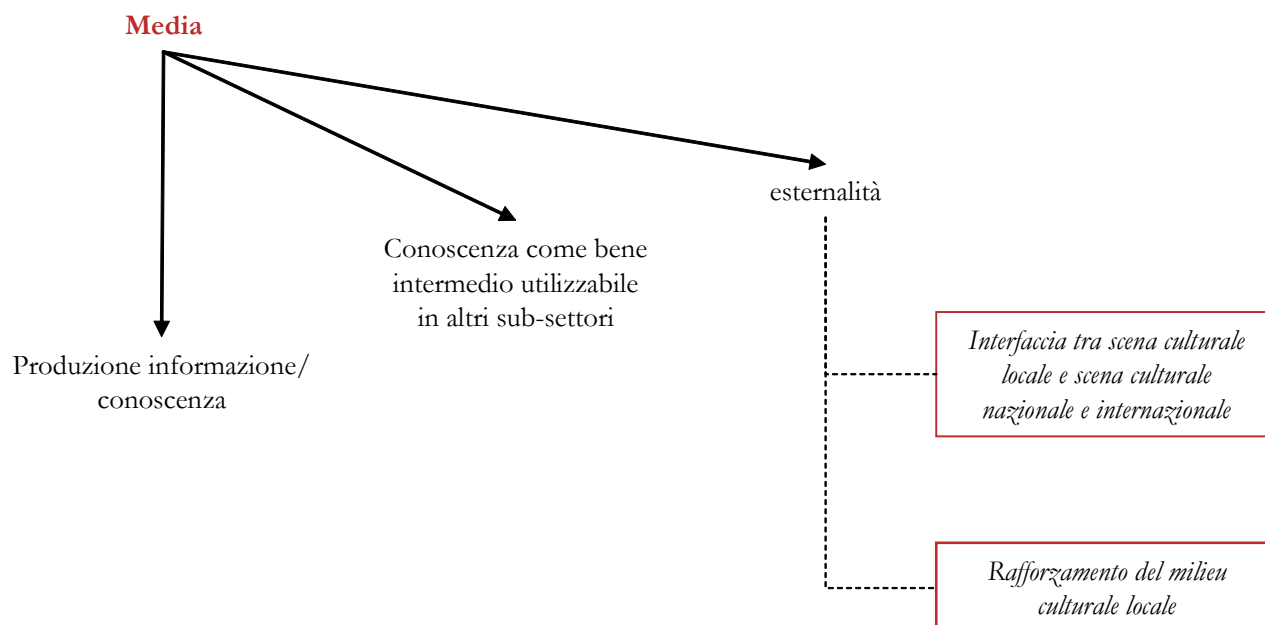 Media
esternalità
Conoscenza come bene
intermedio utilizzabile
in altri sub-settori
Produzione informazione/
conoscenza
Interfaccia tra scena culturale
locale e scena culturale
nazionale e internazionale
Rafforzamento del milieu
culturale locale